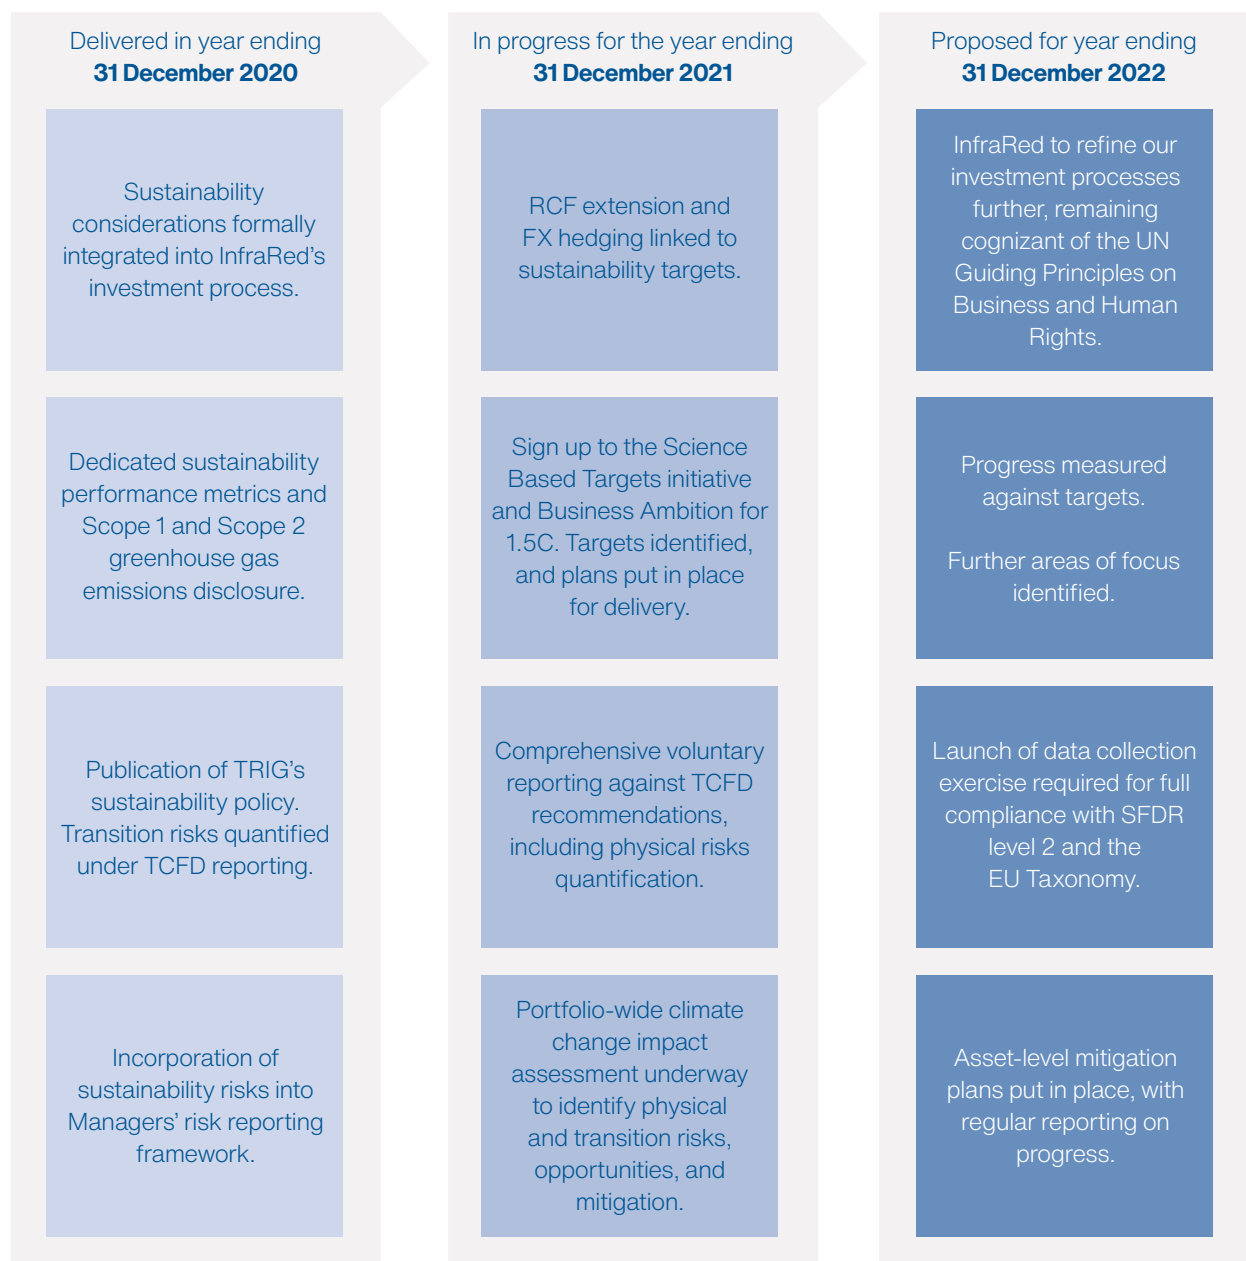 Delivered in year ending
31 December 2020
Sustainability
considerations formally
integrated into InfraRed's
investment process.
Dedicated sustainability
performance metrics and
Scope 1 and Scope 2
greenhouse gas
emissions disclosure.
Publication of TRIG's
sustainability policy.
Transition risks quantified
under TCFD reporting.
Incorporation of
sustainability risks into
Managers' risk reporting
framework.
In progress for the year ending
31 December 2021
RCF extension and
FX hedging linked to
sustainability targets.
Sign up to the Science
Based Targets initiative
and Business Ambition for
1.5C. Targets identified,
and plans put in place
for delivery.
Comprehensive voluntary
reporting against TCFD
recommendations,
including physical risks
quantification.
Portfolio-wide climate
change impact
assessment underway
to identify physical
and transition risks,
opportunities, and
mitigation.
Proposed for year ending
31 December 2022
InfraRed to refine our
investment processes
further, remaining
cognizant of the UN
Guiding Principles on
Business and Human
Rights.
Progress measured
against targets.
Further areas of focus
identified.
Launch of data collection
exercise required for full
compliance with SFDR
level 2 and the
EU Taxonomy.
Asset-level mitigation
plans put in place, with
regular reporting on
progress.